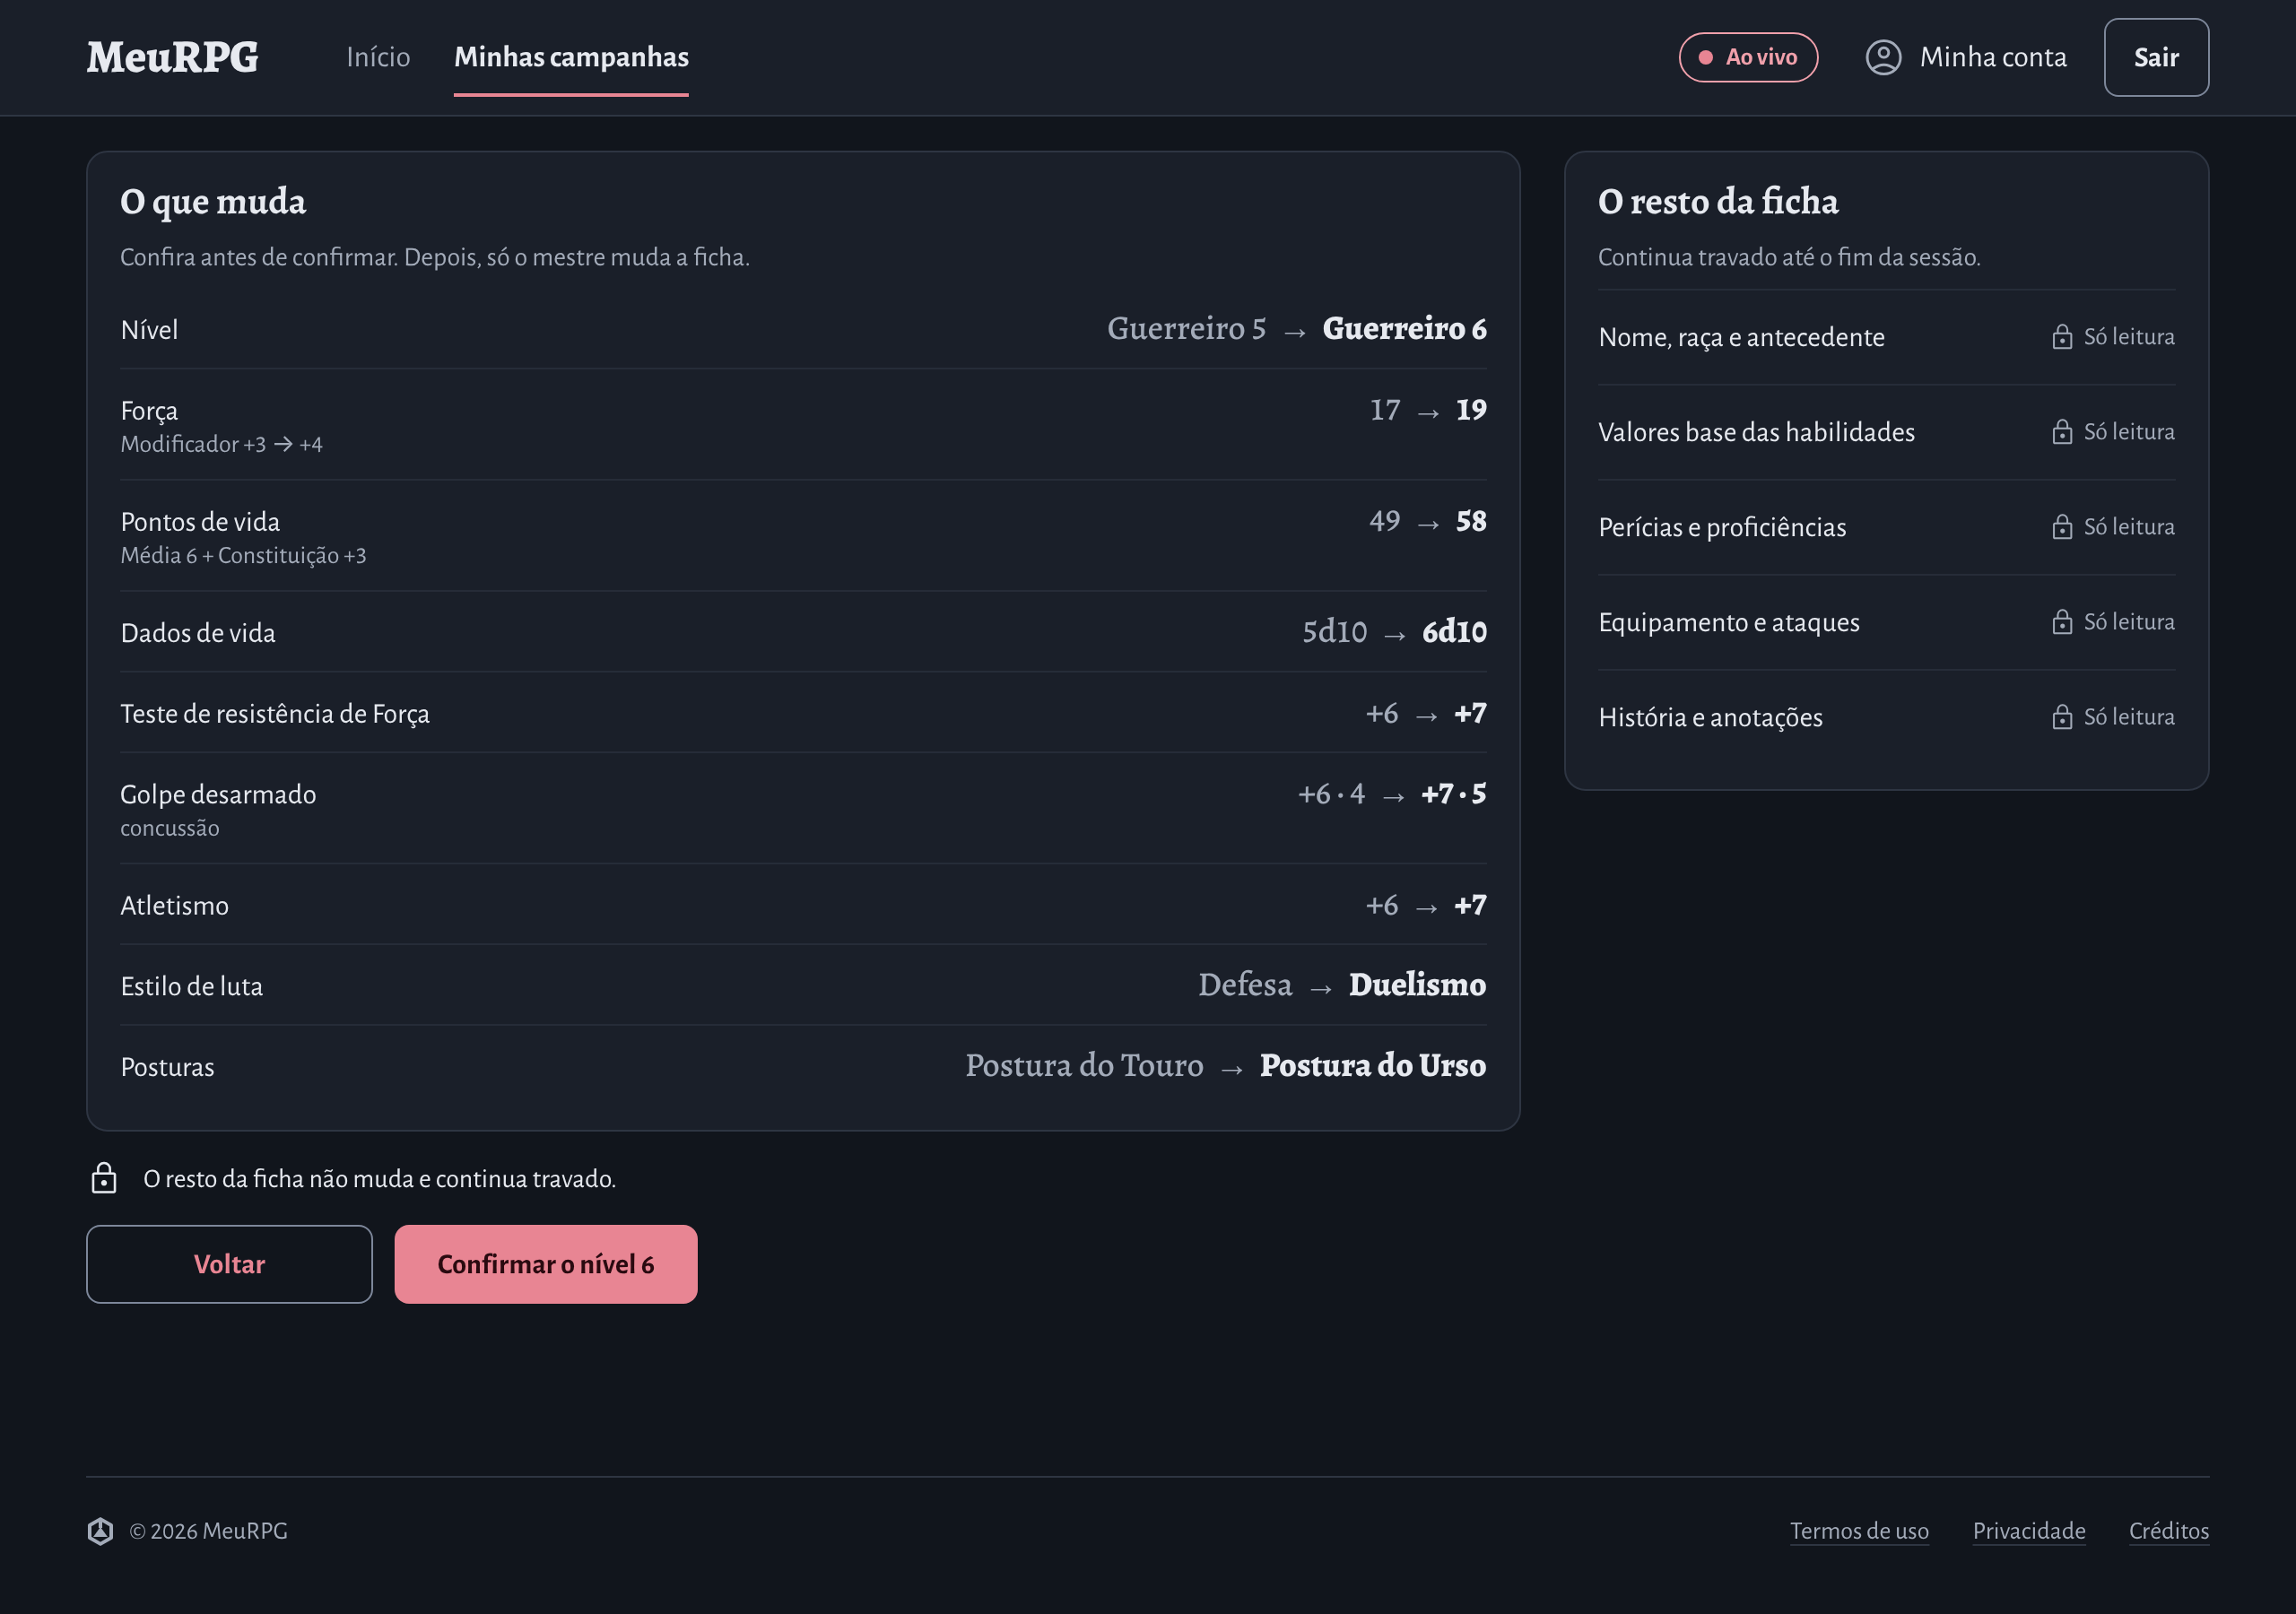 MeuRPG
Início
Minhas campanhas
Ao vivo
Minha conta
Sair
O que muda
Confira antes de confirmar. Depois, só o mestre muda a ficha.
Nível
Guerreiro 5 → Guerreiro 6
Força
17 → 19
Modificador +3 → +4
Pontos de vida
49 → 58
Média 6 + Constituição +3
Dados de vida
5d10 → 6d10
Teste de resistência de Força
+6 → +7
Golpe desarmado
+6 · 4 → +7 · 5
concussão
Atletismo
+6 → +7
Estilo de luta
Defesa → Duelismo
Posturas
Postura do Touro → Postura do Urso
O resto da ficha não muda e continua travado.
Voltar
Confirmar o nível 6
O resto da ficha
Continua travado até o fim da sessão.
Nome, raça e antecedente
Só leitura
Valores base das habilidades
Só leitura
Perícias e proficiências
Só leitura
Equipamento e ataques
Só leitura
História e anotações
Só leitura
© 2026 MeuRPG
Termos de uso
Privacidade
Créditos